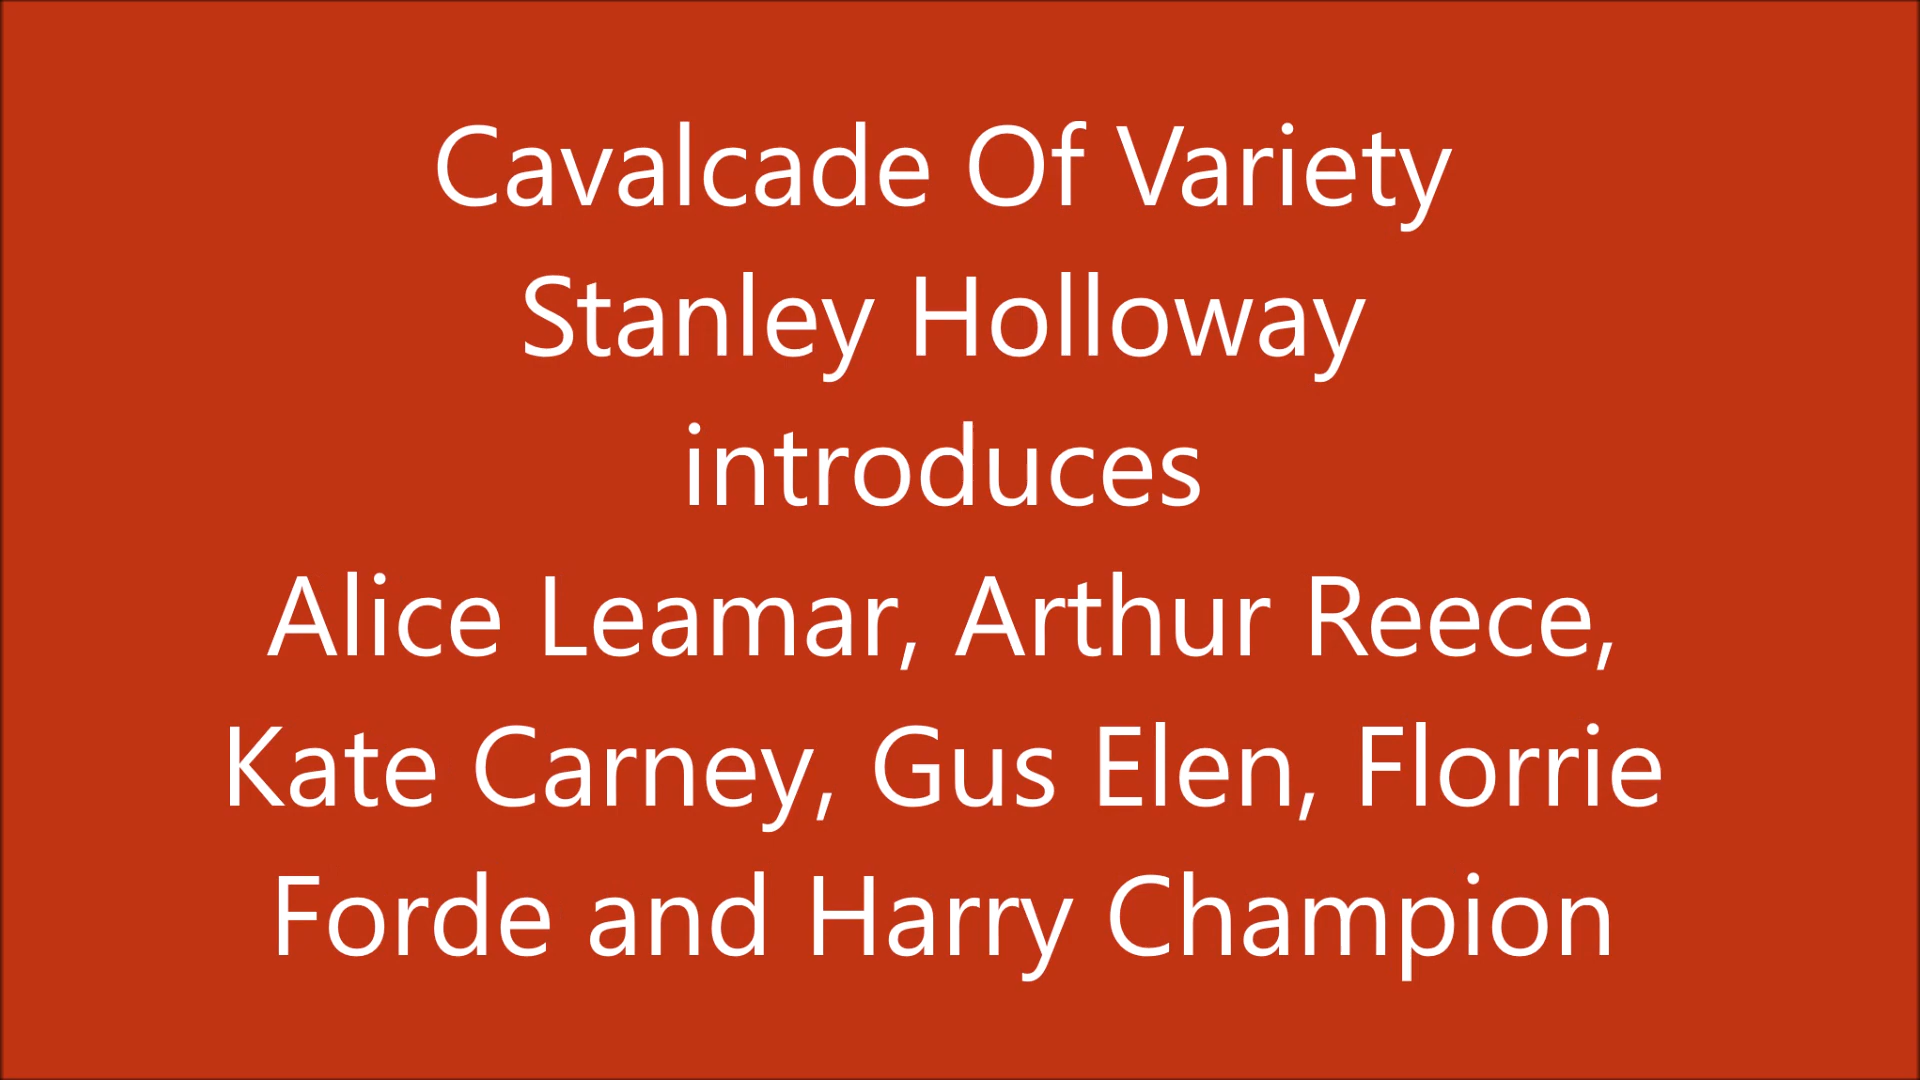 Cavalcade Of Variety
Stanley Holloway
introduces
Alice Leamar, Arthur Reece,
Kate Carney, Gus Elen, Florrie
Forde and Harry Champion